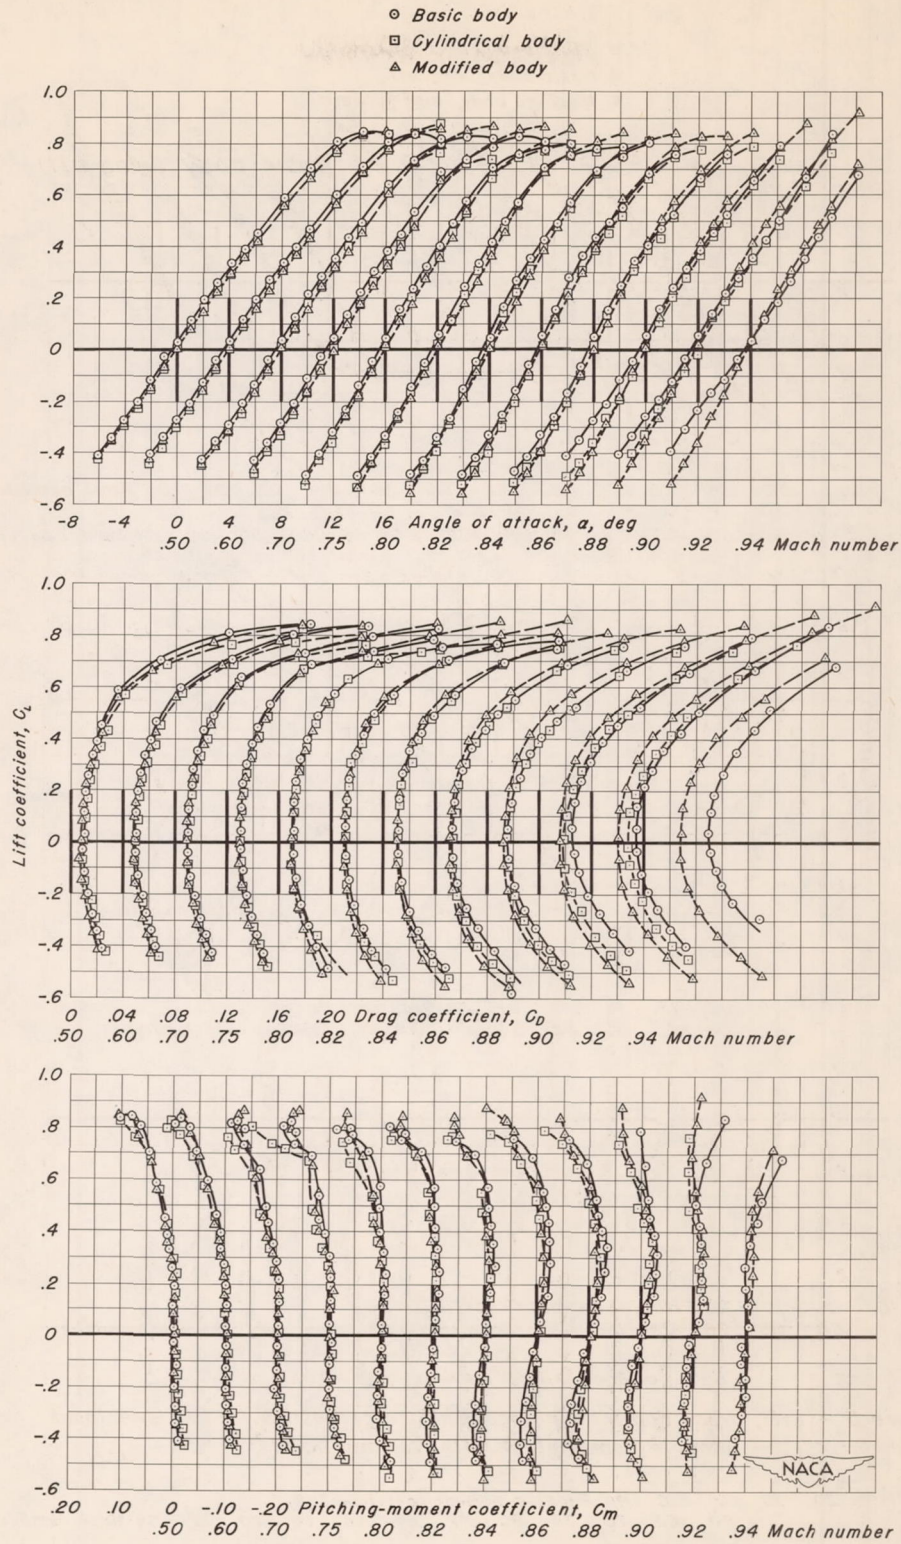 Basic body
Cylindrical body
Modified body
1.0
.8
.6
.4
.2
0
-.2
-.4
-.6
-8 -4 0 4 8 12 16 Angle of attack, α, deg
.50 .60 .70 .75 .80 .82 .84 .86 .88 .90 .92 .94 Mach number
Lift coefficient, CL
1.0
.8
.6
.4
.2
0
-.2
-.4
-.6
0 .04 .08 .12 .16 .20 Drag coefficient, CD
.50 .60 .70 .75 .80 .82 .84 .86 .88 .90 .92 .94 Mach number
1.0
.8
.6
.4
.2
0
-.2
-.4
-.6
NACA
.20 .10 0 -.10 -.20 Pitching-moment coefficient, Cm
.50 .60 .70 .75 .80 .82 .84 .86 .88 .90 .92 .94 Mach number